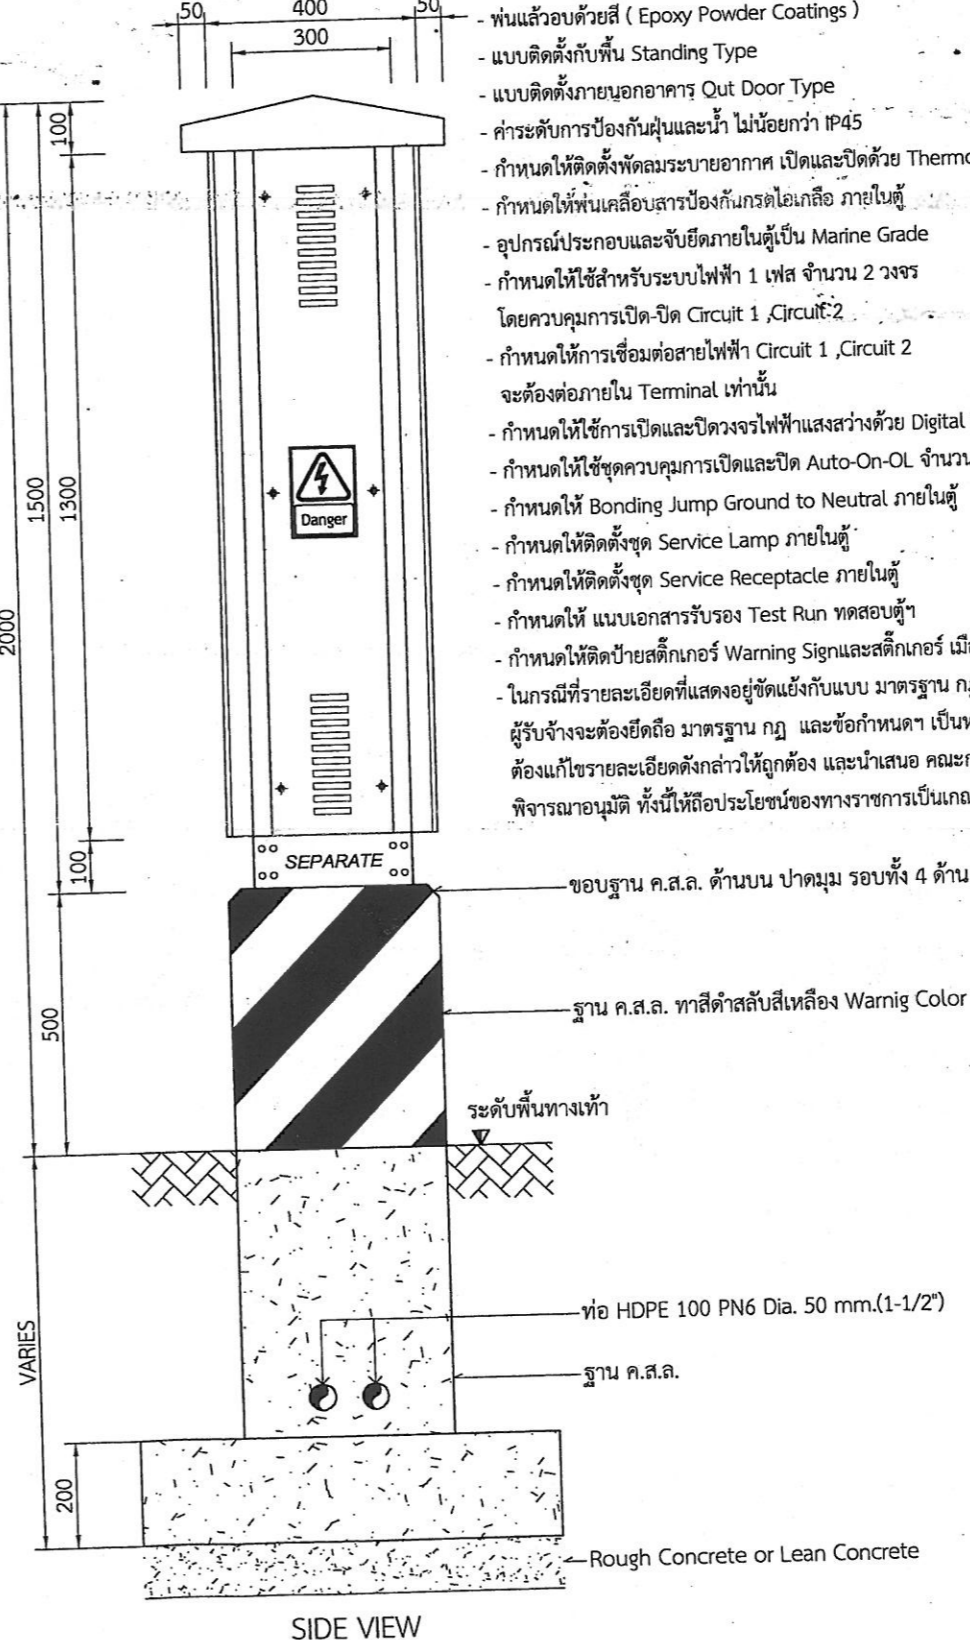 50 400 50
300
- พ่นแล้วอบด้วยสี ( Epoxy Powder Coatings )
- แบบติดตั้งกับพื้น Standing Type
- แบบติดตั้งภายนอกอาคาร Qut Door Type
- ค่าระดับการป้องกันฝุ่นและน้ำ ไม่น้อยกว่า IP45
- กำหนดให้ติดตั้งพัดลมระบายอากาศ เปิดและปิดด้วย Thermo
- กำหนดให้พ่นเคลือบสารป้องกันกรดไอเกลือ ภายในตู้
- อุปกรณ์ประกอบและจับยึดภายในตู้เป็น Marine Grade
- กำหนดให้ใช้สำหรับระบบไฟฟ้า 1 เฟส จำนวน 2 วงจร
โดยควบคุมการเปิด-ปิด Circuit 1 ,Circuit 2
- กำหนดให้การเชื่อมต่อสายไฟฟ้า Circuit 1 ,Circuit 2
จะต้องต่อภายใน Terminal เท่านั้น
- กำหนดให้ใช้การเปิดและปิดวงจรไฟฟ้าแสงสว่างด้วย Digital
- กำหนดให้ใช้ชุดควบคุมการเปิดและปิด Auto-On-OL จำนวน
- กำหนดให้ Bonding Jump Ground to Neutral ภายในตู้
- กำหนดให้ติดตั้งชุด Service Lamp ภายในตู้
- กำหนดให้ติดตั้งชุด Service Receptacle ภายในตู้
- กำหนดให้ แนบเอกสารรับรอง Test Run ทดสอบตู้ฯ
- กำหนดให้ติดป้ายสติ๊กเกอร์ Warning Signและสติ๊กเกอร์
- ในกรณีที่รายละเอียดที่แสดงอยู่ขัดแย้งกับแบบ มาตรฐาน
ผู้รับจ้างจะต้องยึดถือ มาตรฐาน กฎ และข้อกำหนดฯ เป็น
ต้องแก้ไขรายละเอียดดังกล่าวให้ถูกต้อง และนำเสนอ
พิจารณาอนุมัติ ทั้งนี้ให้ถือประโยชน์ของทางราชการเป็น
100
1300
1500
2000
100
500
VARIES
200
Danger
SEPARATE
ขอบฐาน ค.ส.ล. ด้านบน ปาดมุม รอบทั้ง 4 ด้าน
ฐาน ค.ส.ล. ทาสีดำสลับสีเหลือง Warnig Color
ระดับพื้นทางเท้า
ท่อ HDPE 100 PN6 Dia. 50 mm.(1-1/2")
ฐาน ค.ส.ล.
Rough Concrete or Lean Concrete
SIDE VIEW